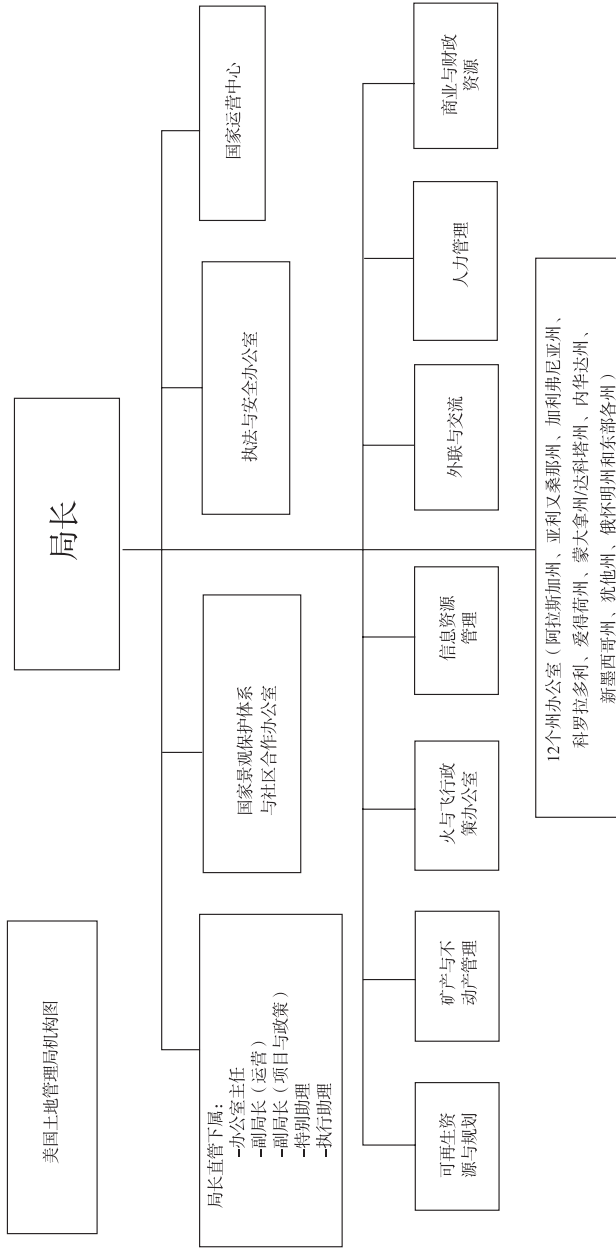 美国土地管理局机构图
局长
局长直管下属：
-办公室主任
-副局长（运营）
-副局长（项目与政策）
-特别助理
-执行助理
国家景观保护体系
与社区合作办公室
执法与安全办公室
国家运营中心
可再生资
源与规划
矿产与不
动产管理
火与飞行政
策办公室
信息资源
管理
外联与交流
人力管理
商业与财政
资源
12个州办公室（阿拉斯加州、亚利又桑那州、加利弗尼亚州、
科罗拉多利、爱得荷州、蒙大拿州/达科塔州、内华达州、
新墨西哥州、犹他州、俄怀明州和东部各州）